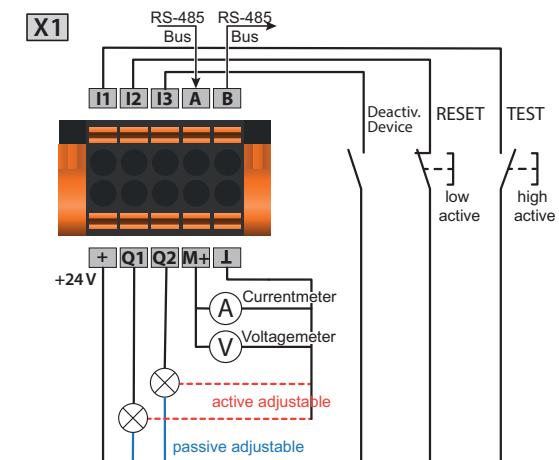 X1
RS-485 RS-485
Bus Bus
I1 I2 I3 A B
Deactiv.
Device
RESET
TEST
low
active
high
active
+ Q1 Q2 M+ ⊥
+24V
A Currentmeter
V Voltagemeter
active adjustable
passive adjustable